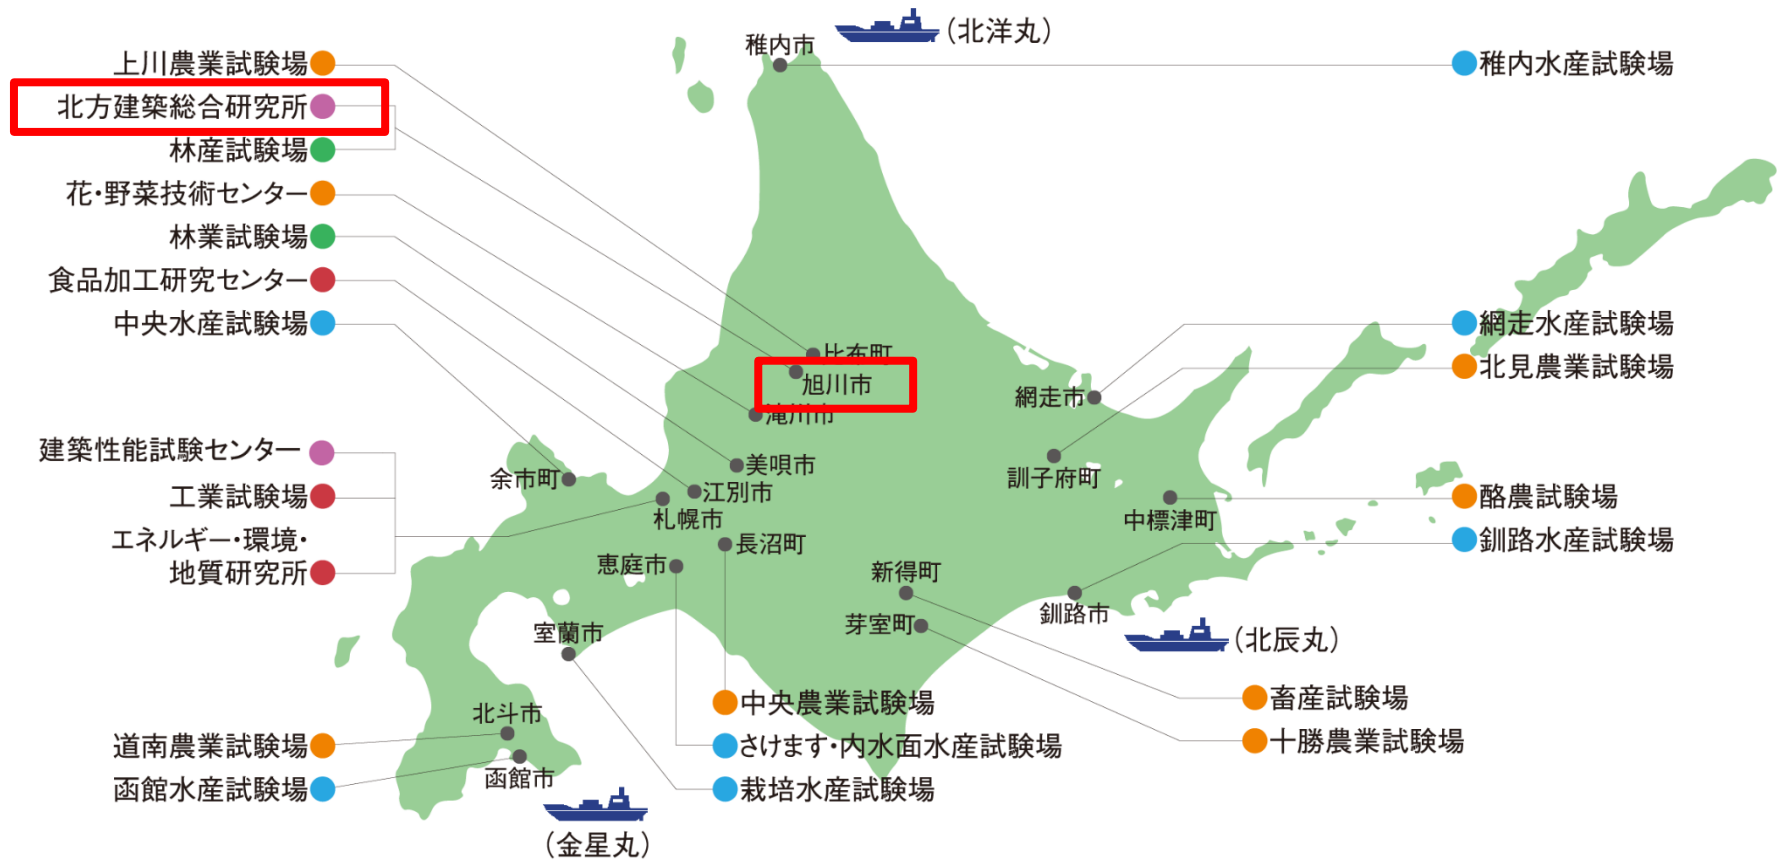 (北洋丸)
稚内市
上川農業試験場
稚内水産試験場
北方建築総合研究所
林産試験場
花・野菜技術センター
林業試験場
食品加工研究センター
中央水産試験場
網走水産試験場
比布町
北見農業試験場
旭川市
網走市
滝川市
建築性能試験センター
美唄市
余市町
訓子府町
工業試験場
江別市
酪農試験場
札幌市
中標津町
エネルギー・環境・
地質研究所
長沼町
釧路水産試験場
恵庭市
新得町
釧路市
芽室町
室蘭市
(北辰丸)
中央農業試験場
畜産試験場
北斗市
道南農業試験場
さけます・内水面水産試験場
十勝農業試験場
函館市
函館水産試験場
栽培水産試験場
(金星丸)